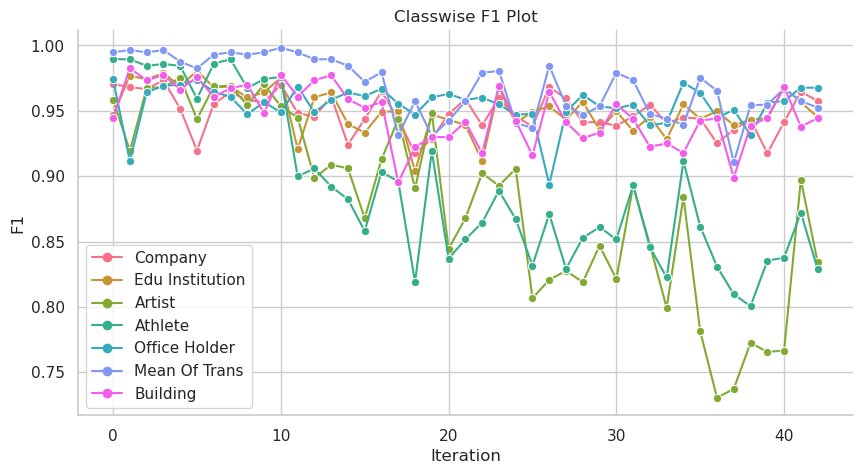 Classwise F1 Plot
1.00
0.95
0.90
0.85
0.80
0.75
F1
Company
Edu Institution
Artist
Athlete
Office Holder
Mean Of Trans
Building
0 10 20 30 40
Iteration